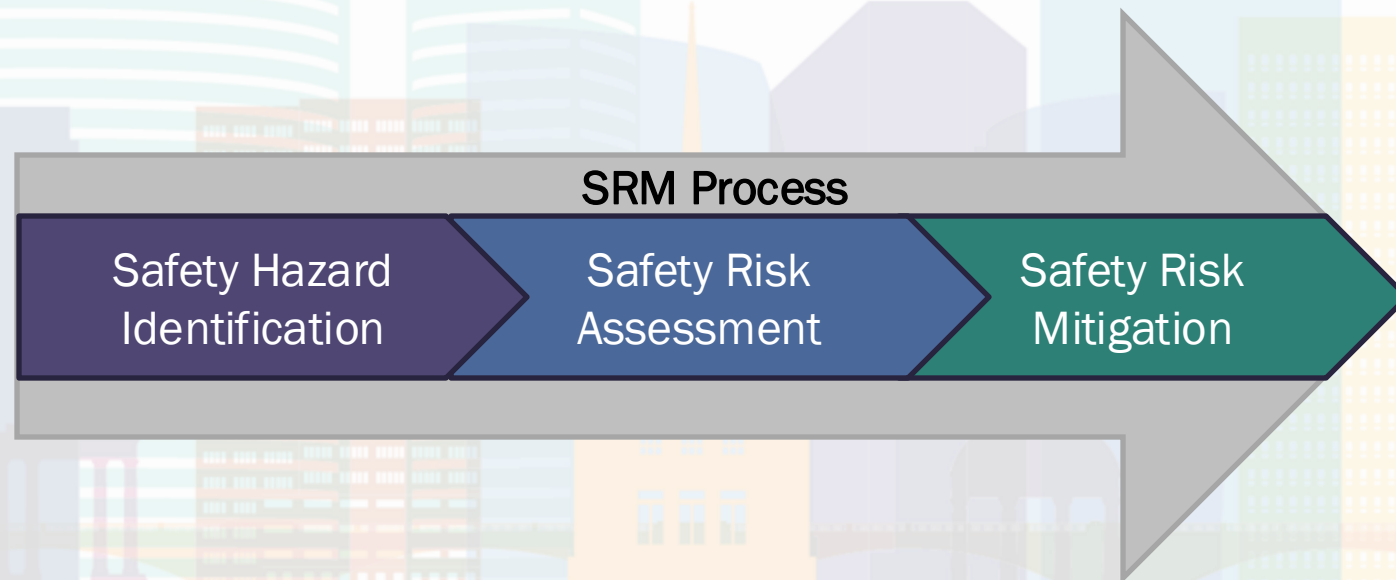 SRM Process
Safety Hazard
Identification
Safety Risk
Assessment
Safety Risk
Mitigation